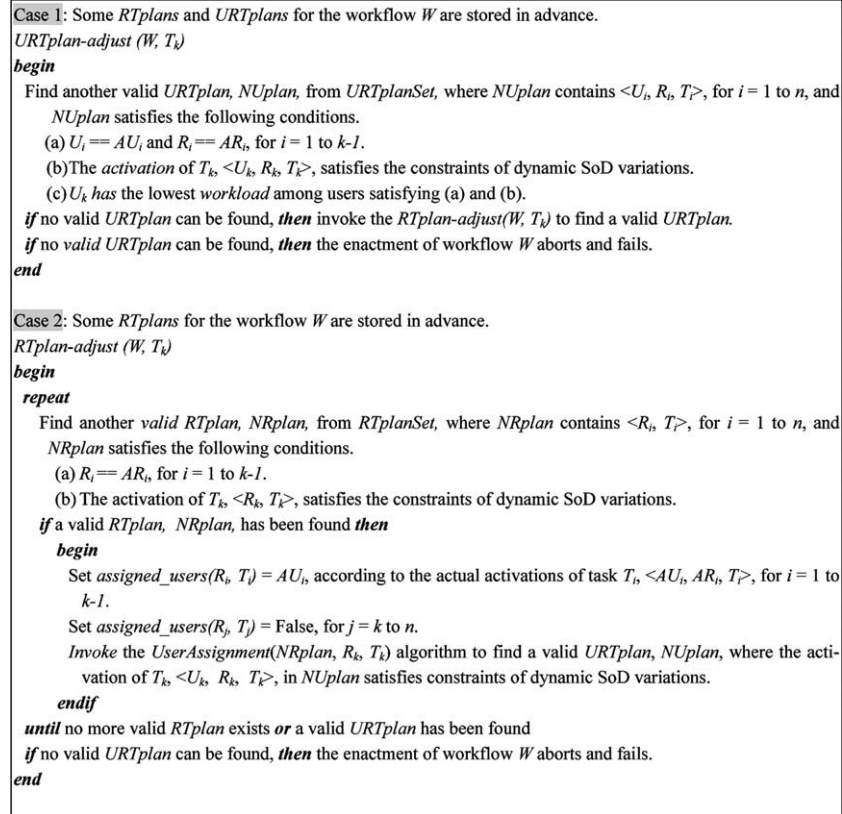 Case 1: Some RTplans and URTplans for the workflow W are stored in advance.
URTplan-adjust (W, Tk)
begin
Find another valid URTplan, NUplan, from URTplanSet, where NUplan contains <Ui, Ri, Ti>, for i = 1 to n, and
NUplan satisfies the following conditions.
(a) Ui == AUi and Ri == ARi, for i = 1 to k-1.
(b)The activation of Tk, <Uk, Rk, Tk>, satisfies the constraints of dynamic SoD variations.
(c) Uk has the lowest workload among users satisfying (a) and (b).
if no valid URTplan can be found, then invoke the RTplan-adjust(W, Tk) to find a valid URTplan.
if no valid URTplan can be found, then the enactment of workflow W aborts and fails.
end
Case 2: Some RTplans for the workflow W are stored in advance.
RTplan-adjust (W, Tk)
begin
repeat
Find another valid RTplan, NRplan, from RTplanSet, where NRplan contains <Ri, Ti>, for i = 1 to n, and
NRplan satisfies the following conditions.
(a) Ri == ARi, for i = 1 to k-1.
(b) The activation of Tk, <Rk, Tk>, satisfies the constraints of dynamic SoD variations.
if a valid RTplan, NRplan, has been found then
begin
Set assigned_users(Ri, Ti) = AUi, according to the actual activations of task Ti, <AUi, ARi, Ti>, for i = 1 to
k-1.
Set assigned_users(Rj, Tj) = False, for j = k to n.
Invoke the UserAssignment(NRplan, Rk, Tk) algorithm to find a valid URTplan, NUplan, where the acti-
vation of Tk, <Uk, Rk, Tk>, in NUplan satisfies constraints of dynamic SoD variations.
endif
until no more valid RTplan exists or a valid URTplan has been found
if no valid URTplan can be found, then the enactment of workflow W aborts and fails.
end